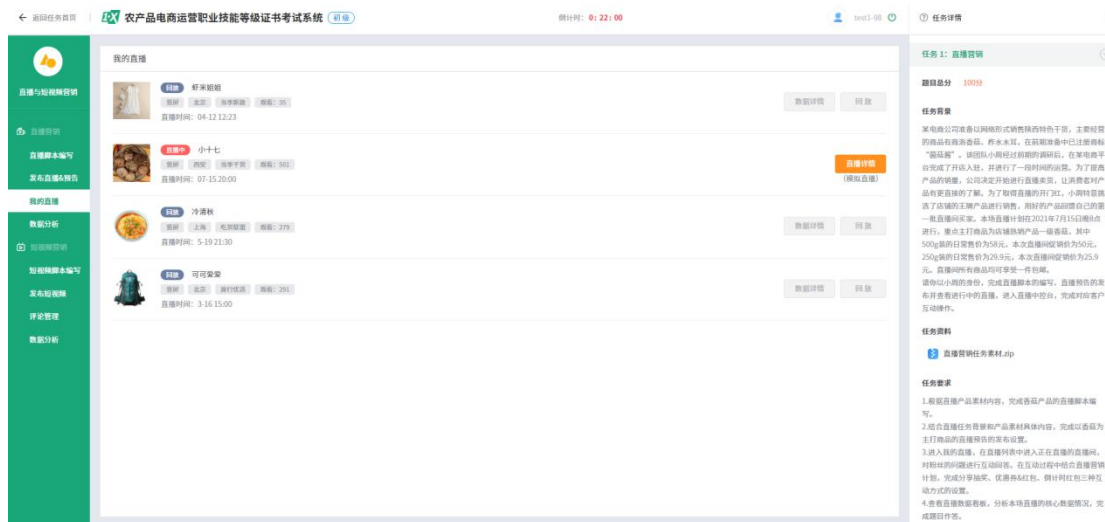 ← 返回任务首页
农产品电商运营职业技能等级证书考试系统 初级
倒计时: 0:22:00
test1-98
任务详情
直播与短视频营销
直播营销
直播脚本编写
发布直播&预告
我的直播
数据分析
短视频营销
短视频脚本编写
发布短视频
评论管理
数据分析
我的直播
回放 虾米姐姐
竖屏 北京 当季新款 观看: 35
直播时间: 04-12 12:23
数据详情 回放
直播中 小十七
竖屏 西安 当季干货 观看: 501
直播时间: 07-15.20:00
直播详情
(模拟直播)
回放 冷清秋
竖屏 上海 吃货联盟 观看: 279
直播时间: 5-19 21:30
数据详情 回放
回放 可可爱爱
竖屏 北京 旅行优选 观看: 291
直播时间: 3-16 15:00
数据详情 回放
任务1: 直播营销
题目总分 100分
任务背景
某电商公司准备以网络形式销售陕西特色干货,主要经营
的商品有商洛香菇、柞水木耳。在前期准备中已注册商标
“菌菇酱”。该团队小周经过前期的调研后,在某电商平
台完成了开店入驻,并进行了一段时间的运营。为了提高
产品的销量,公司决定开始进行直播卖货,让消费者对产
品有更直接的了解。为了取得直播的开门红,小周特意挑
选了店铺的王牌产品进行销售,用好的产品回馈自己的第
一批直播间买家。本场直播计划在2021年7月15日晚8点
进行,重点主打商品为店铺热销产品一级香菇。其中
500g装的日常售价为58元,本次直播间促销价为50元。
250g装的日常售价为29.9元,本次直播间促销价为25.9
元。直播间所有商品均可享受一件包邮。
请你以小周的身份,完成直播脚本的编写、直播预告的发
布并查看进行中的直播,进入直播中控台,完成对应客户
互动操作。
任务资料
直播营销任务素材.zip
任务要求
1.根据直播产品素材内容,完成香菇产品的直播脚本编
写。
2.结合直播任务背景和产品素材具体内容,完成以香菇为
主打商品的直播预告的发布设置。
3.进入我的直播,在直播列表中进入正在直播的直播间,
对粉丝的问题进行互动回答。在互动过程中结合直播营销
计划,完成分享抽奖、优惠券&红包、倒计时红包三种互
动方式的设置。
4.查看直播数据看板,分析本场直播的核心数据情况,完
成题目作答。